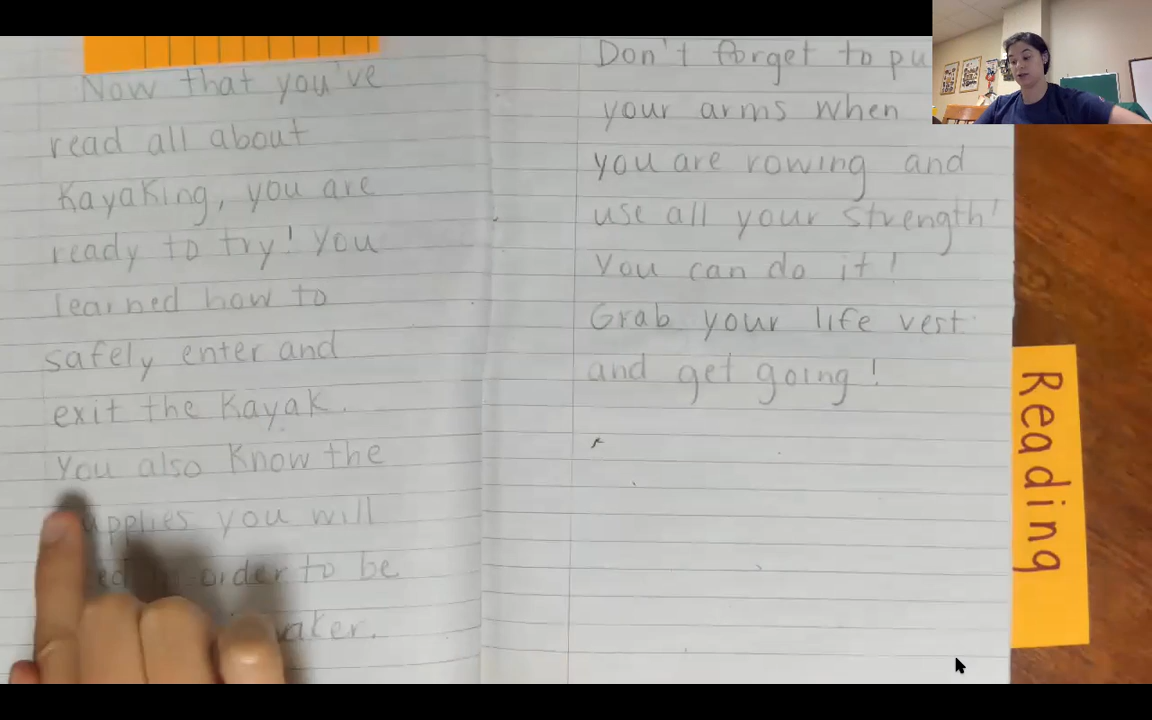 Now that you've
read all about
Kayaking, you are
ready to try! You
learned how to
safely enter and
exit the Kayak.
You also Know the
you will
order to be
Don't forget to
your arms when
you are rowing and
use all your strength!
You can do it!
Grab your life vest
and get going!
Reading